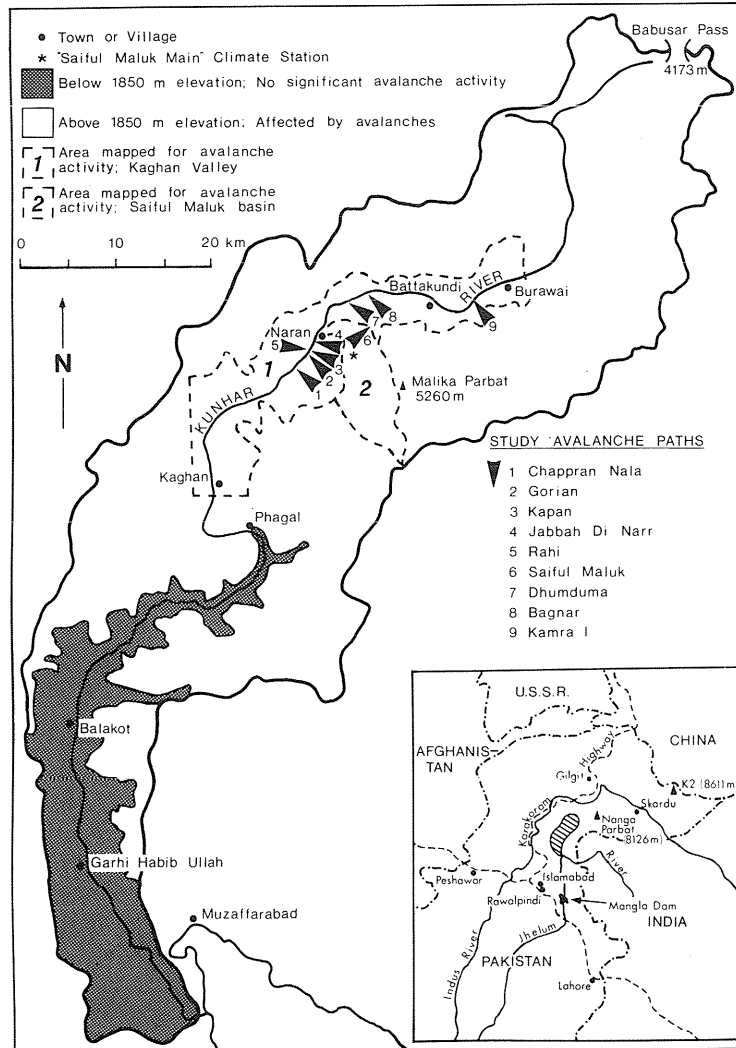 Town or Village
* "Saiful Maluk Main" Climate Station
Below 1850 m elevation; No significant avalanche activity
Above 1850 m elevation; Affected by avalanches
1 Area mapped for avalanche
activity; Kaghan Valley
2 Area mapped for avalanche
activity; Saiful Maluk basin
0 10 20 km
N
Babusar Pass
4173 m
Battakundi
RIVER
Burawai
Naran
KUNHAR
1
2
1
2
3
4
5
6
7
8
9
Malika Parbat
5260 m
Kaghan
Phagal
Balakot
Garhi Habib Ullah
Muzaffarabad
STUDY AVALANCHE PATHS
1 Chappran Nala
2 Gorian
3 Kapan
4 Jabbah Di Narr
5 Rahi
6 Saiful Maluk
7 Dhumduma
8 Bagnar
9 Kamra I
U.S.S.R.
AFGHANIS
TAN
CHINA
Gilgit
Highway
Karakoram
K2 (8611m
Skardu
Nanga
Parbat
(8126m)
River
Peshawar
Islamabad
Rawalpindi
Mangla Dam
INDIA
Jhelum
Indus River
PAKISTAN
Lahore